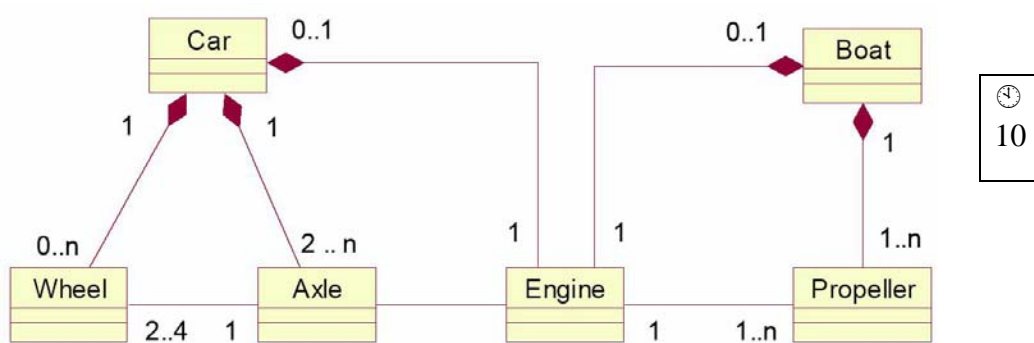 Car
0..1
0..1
Boat
🕙
10
1
1
1
0..n
2 .. n
1
1
1..n
Wheel
Axle
Engine
Propeller
2..4
1
1
1..n